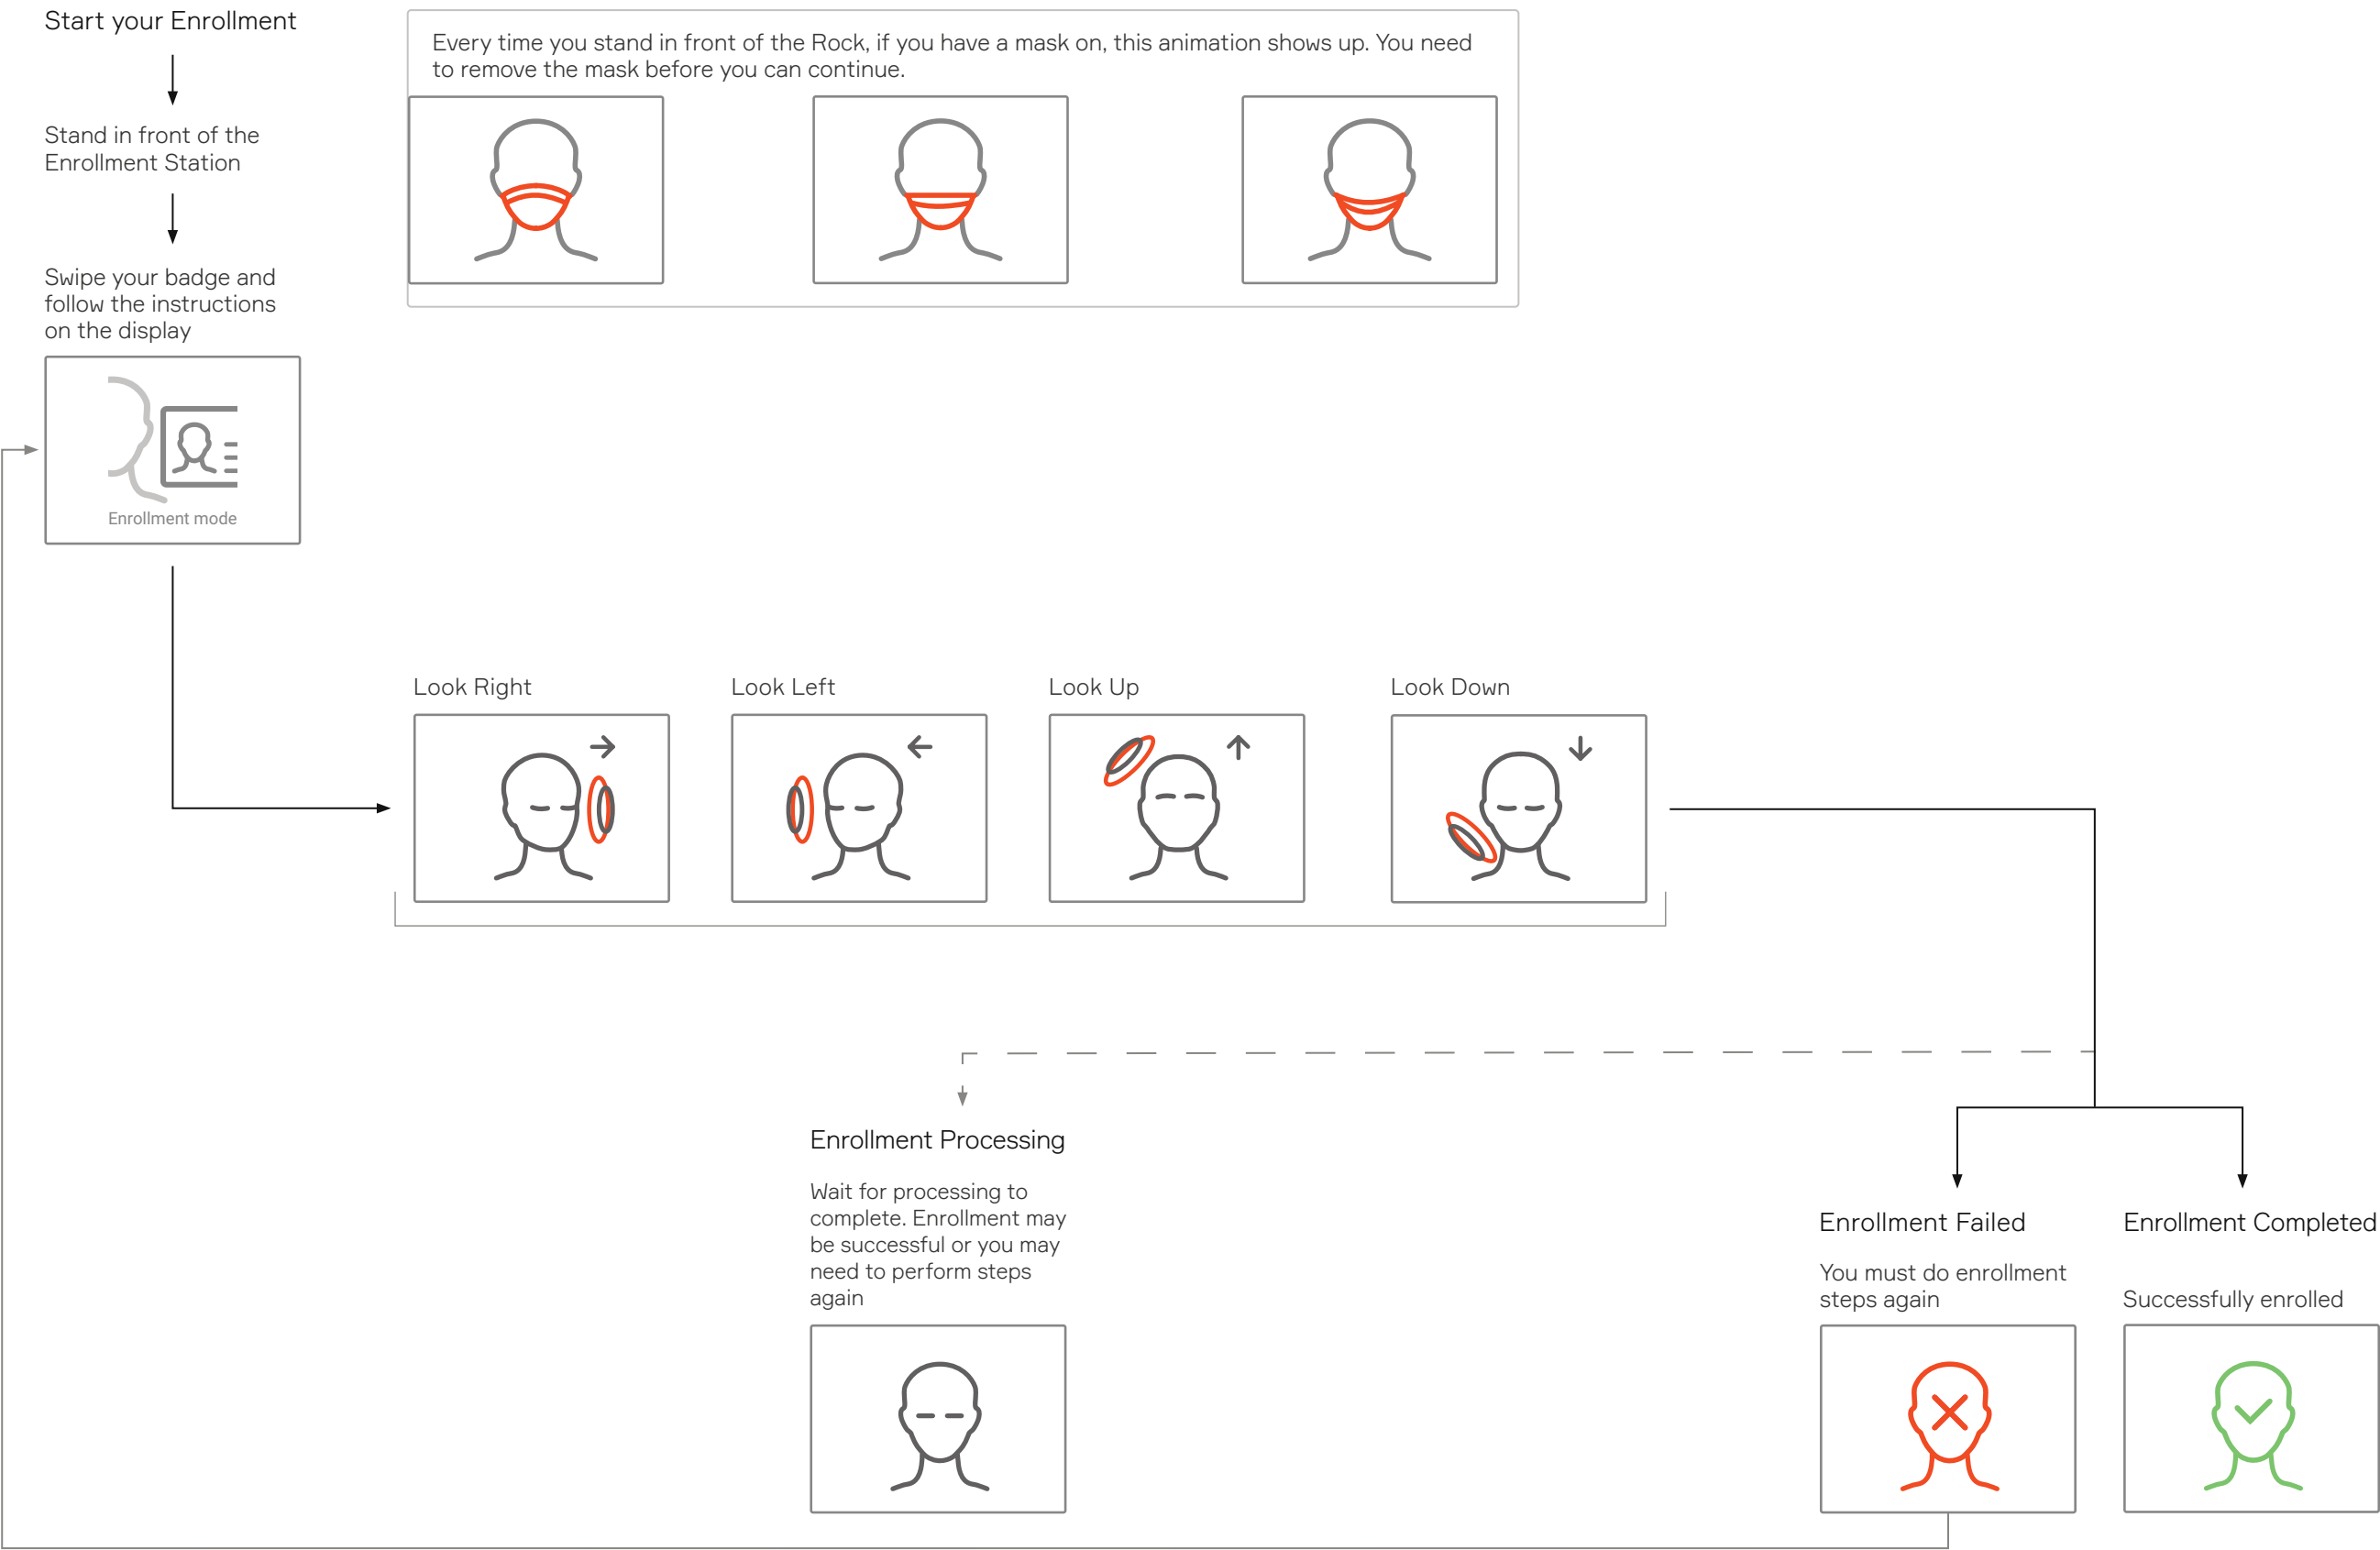 Start your Enrollment
Stand in front of the
Enrollment Station
Swipe your badge and
follow the instructions
on the display
Enrollment mode
Every time you stand in front of the Rock, if you have a mask on, this animation shows up. You need
to remove the mask before you can continue.
Look Right
Look Left
Look Up
Look Down
Enrollment Processing
Wait for processing to
complete. Enrollment may
be successful or you may
need to perform steps
again
Enrollment Failed
You must do enrollment
steps again
Enrollment Completed
Successfully enrolled